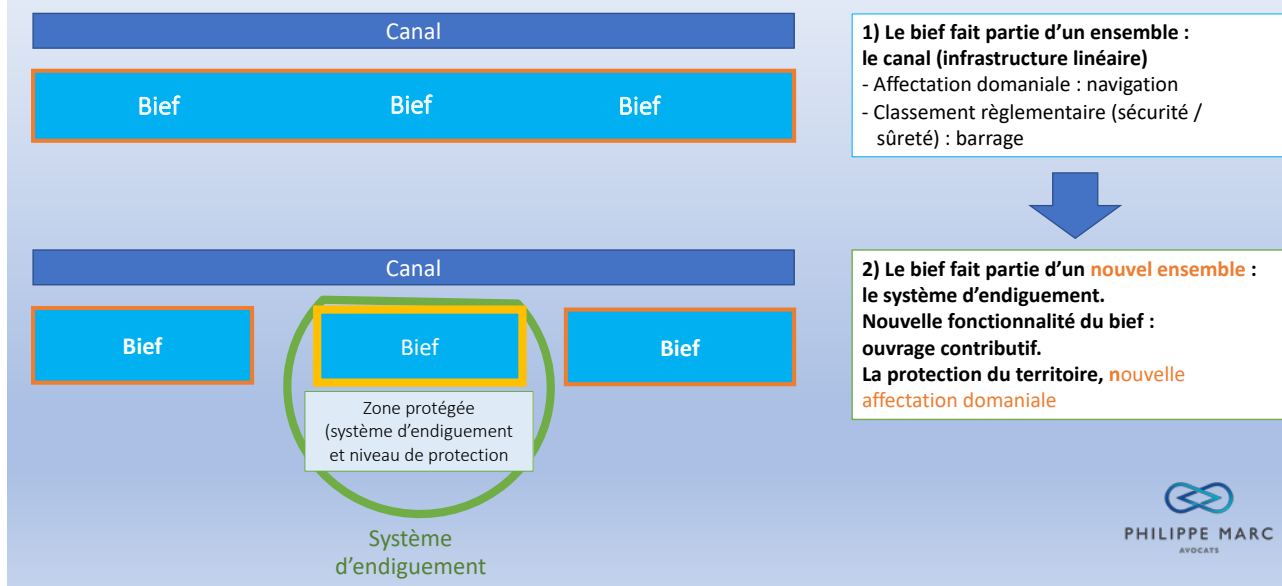 Canal
Bief Bief Bief
1) Le bief fait partie d’un ensemble :
le canal (infrastructure linéaire)
- Affectation domaniale : navigation
- Classement règlementaire (sécurité /
sûreté) : barrage
Canal
Bief Bief Bief
Zone protégée
(système d’endiguement
et niveau de protection
Système
d’endiguement
2) Le bief fait partie d’un nouvel ensemble :
le système d’endiguement.
Nouvelle fonctionnalité du bief :
ouvrage contributif.
La protection du territoire, nouvelle
affectation domaniale
PHILIPPE MARC
AVOCATS